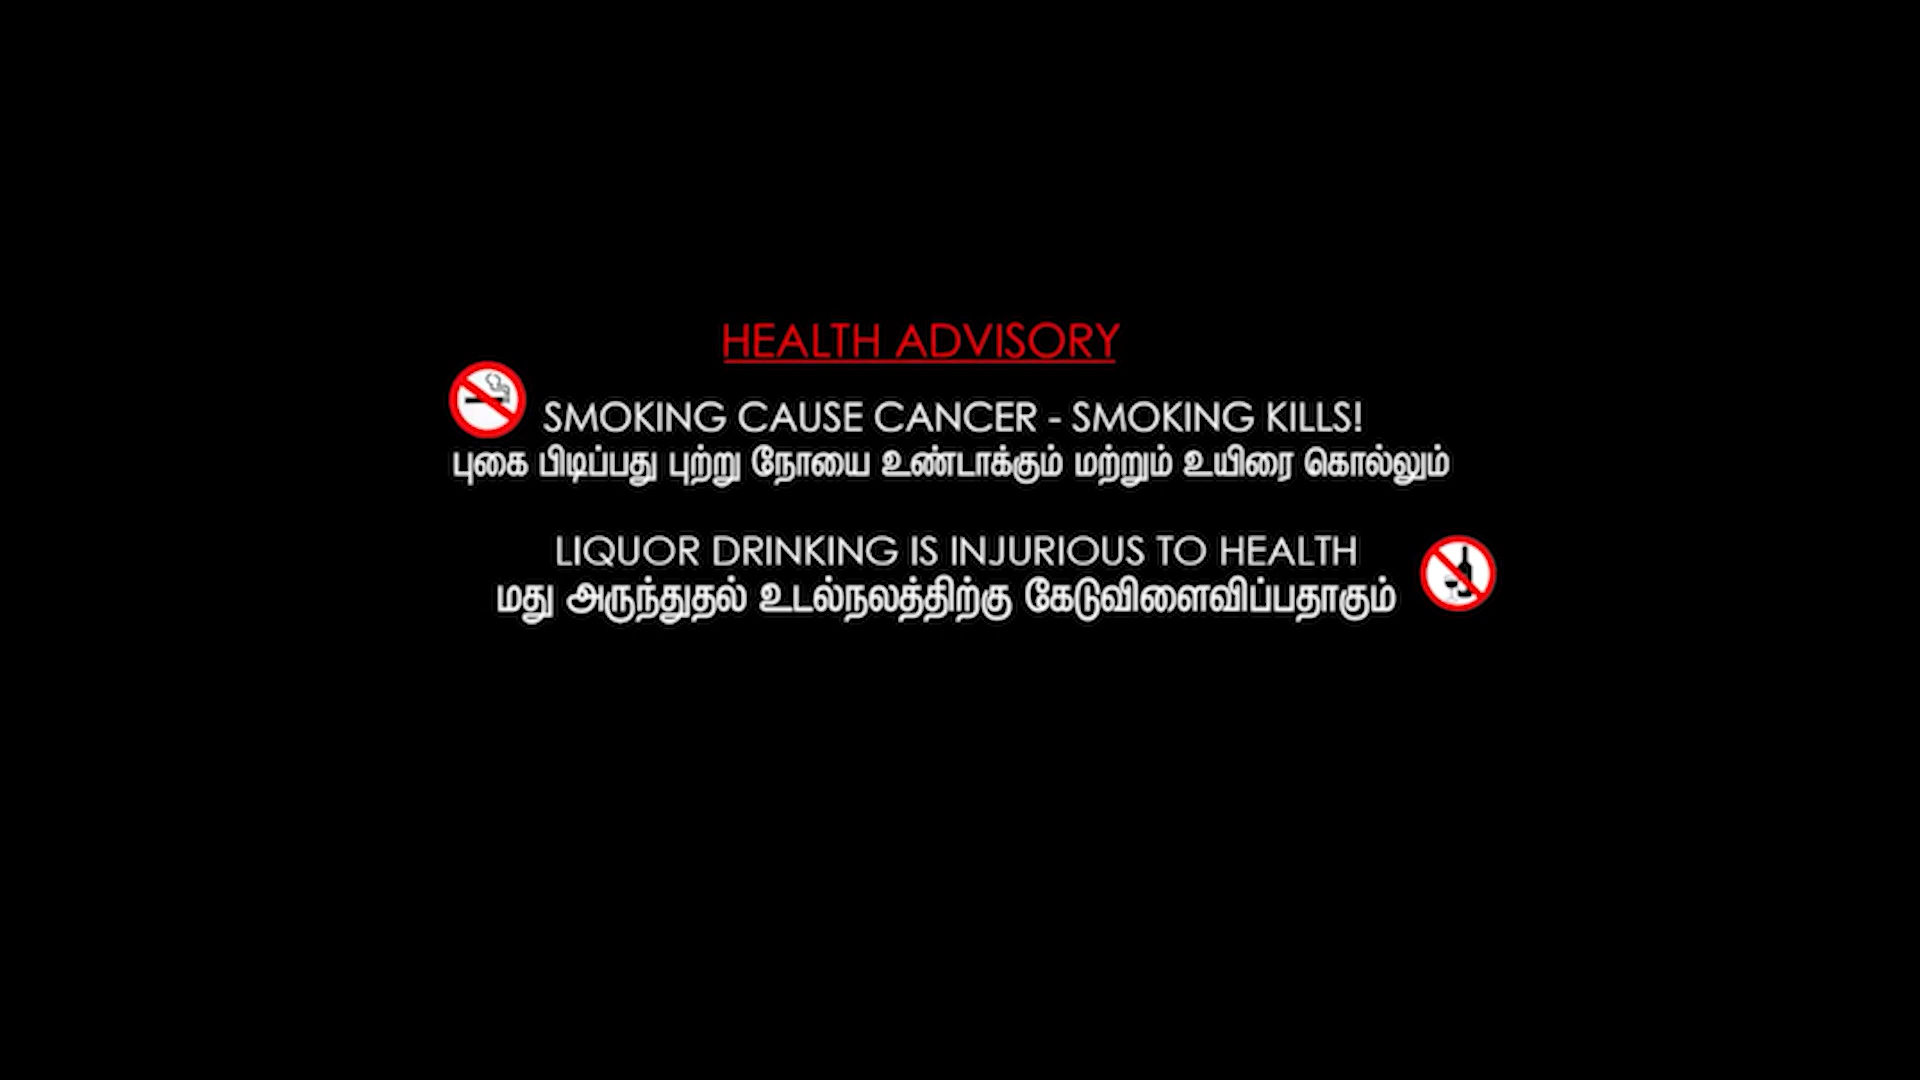 HEALTH ADVISORY
SMOKING CAUSE CANCER - SMOKING KILLS!
புகை பிடிப்பது புற்று நோயை உண்டாக்கும் மற்றும் உயிரை கொல்லும்
LIQUOR DRINKING IS INJURIOUS TO HEALTH
மது அருந்துதல் உடல்நலத்திற்கு கேடுவிளைவிப்பதாகும்